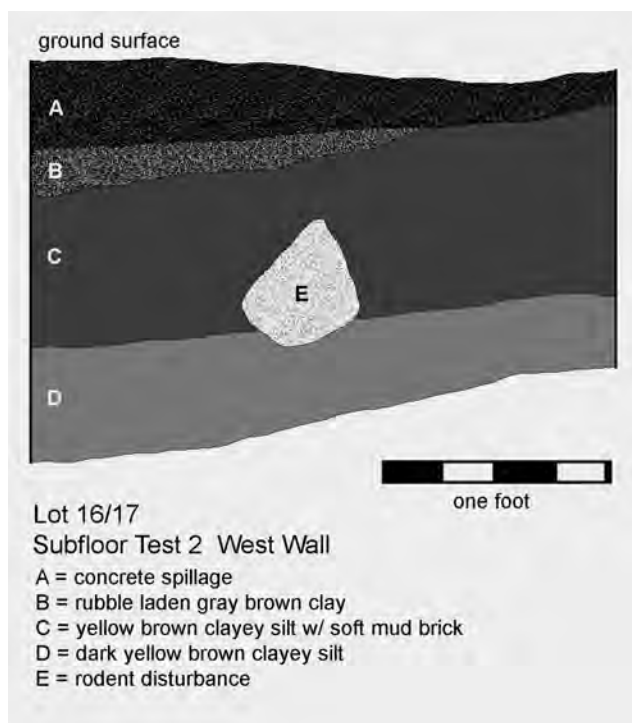 ground surface
A
B
C
E
D
one foot
Lot 16/17
Subfloor Test 2 West Wall
A = concrete spillage
B = rubble laden gray brown clay
C = yellow brown clayey silt w/ soft mud brick
D = dark yellow brown clayey silt
E = rodent disturbance